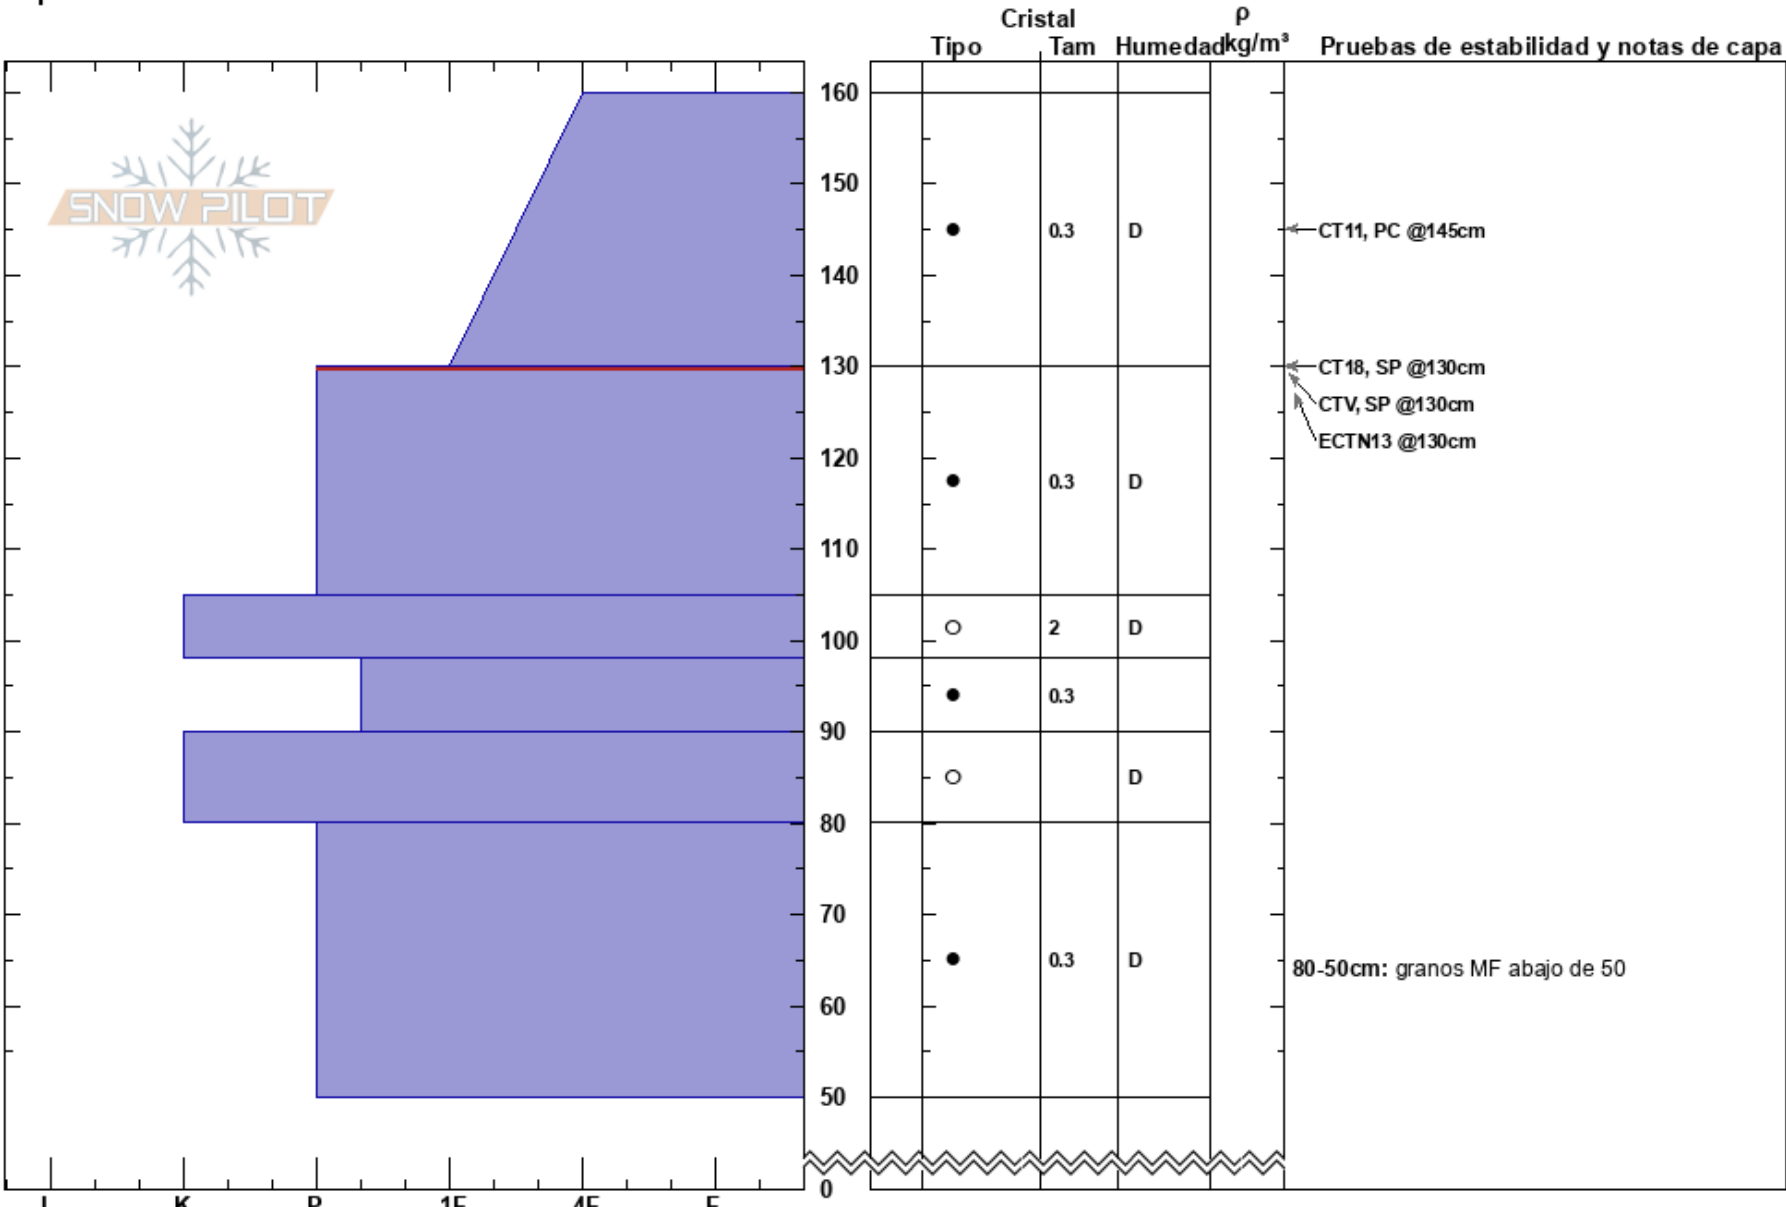 Cristal
ρ
Tipo Tam Humedad kg/m³ Pruebas de estabilidad y notas de capa
160
SNOW PILOT
150
0.3 D CT11, PC @145cm
140
130 CT18, SP @130cm
CTV, SP @130cm
ECTN13 @130cm
120
0.3 D
110
2 D
100
0.3
90
D
80
70
0.3 D 80-50cm: granos MF abajo de 50
60
50
0
I K P 1F 4F F